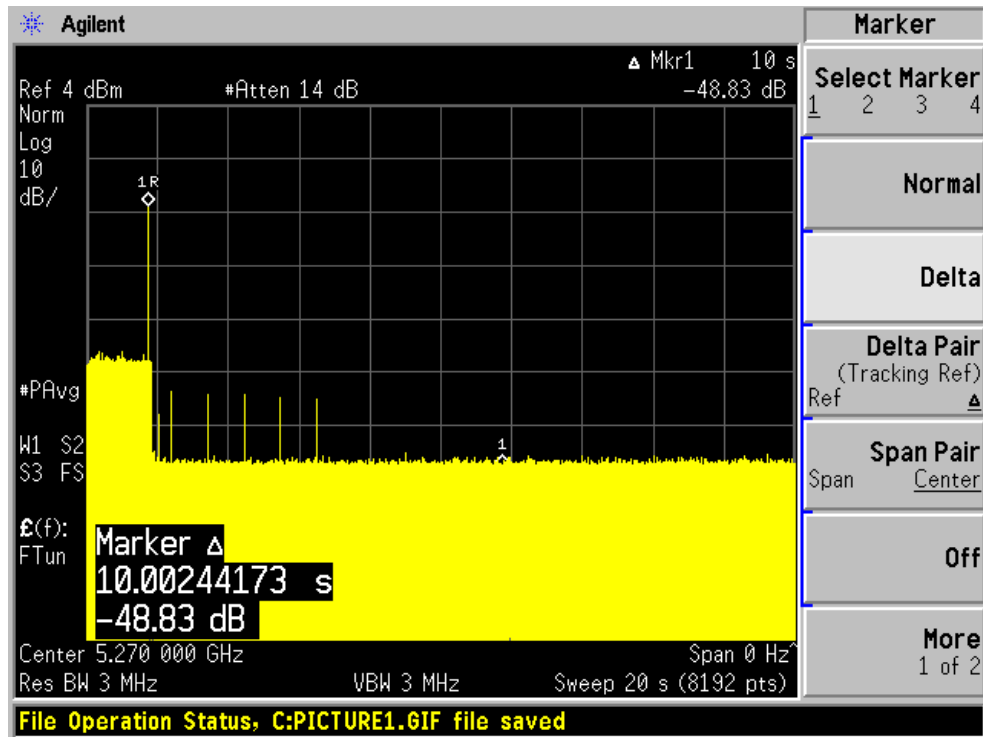 Agilent
Marker
Δ Mkr1 10 s
Ref 4 dBm #Atten 14 dB -48.83 dB
Norm
Log
10
dB/
1R
#PAvg
1
W1 S2
S3 FS
£(f):
FTun
Marker Δ
10.00244173 s
-48.83 dB
Center 5.270 000 GHz Span 0 Hz^
Res BW 3 MHz VBW 3 MHz Sweep 20 s (8192 pts)
File Operation Status, C:PICTURE1.GIF file saved
Select Marker
1 2 3 4
Normal
Delta
Delta Pair
(Tracking Ref)
Ref Δ
Span Pair
Span Center
Off
More
1 of 2